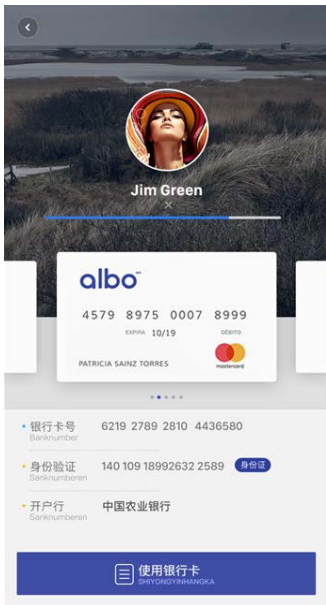 Jim Green
albo
4579 8975 0007 8999
EXPIRA 10/19 DÉBITO
PATRICIA SAINZ TORRES
mastercard
银行卡号 6219 2789 2810 4436580
Banknumber
身份验证 140 109 18992632 2589 身份证
Sanknumberen
开户行 中国农业银行
Sanknumberen
使用银行卡
SHIYONGYINHANGKA